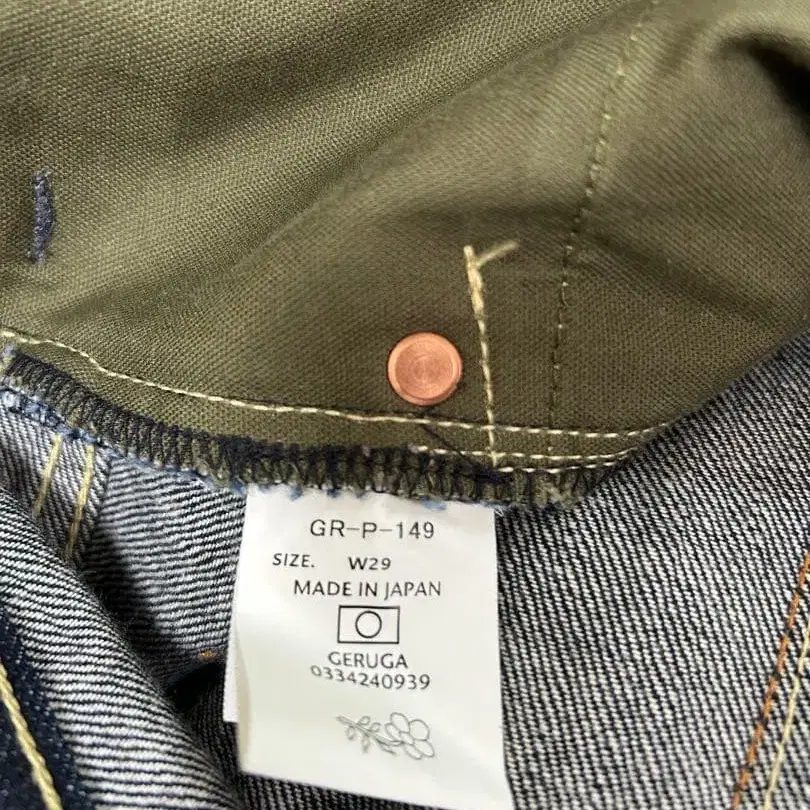 GR-P-149
SIZE. W29
MADE IN JAPAN
GERUGA
0334240939